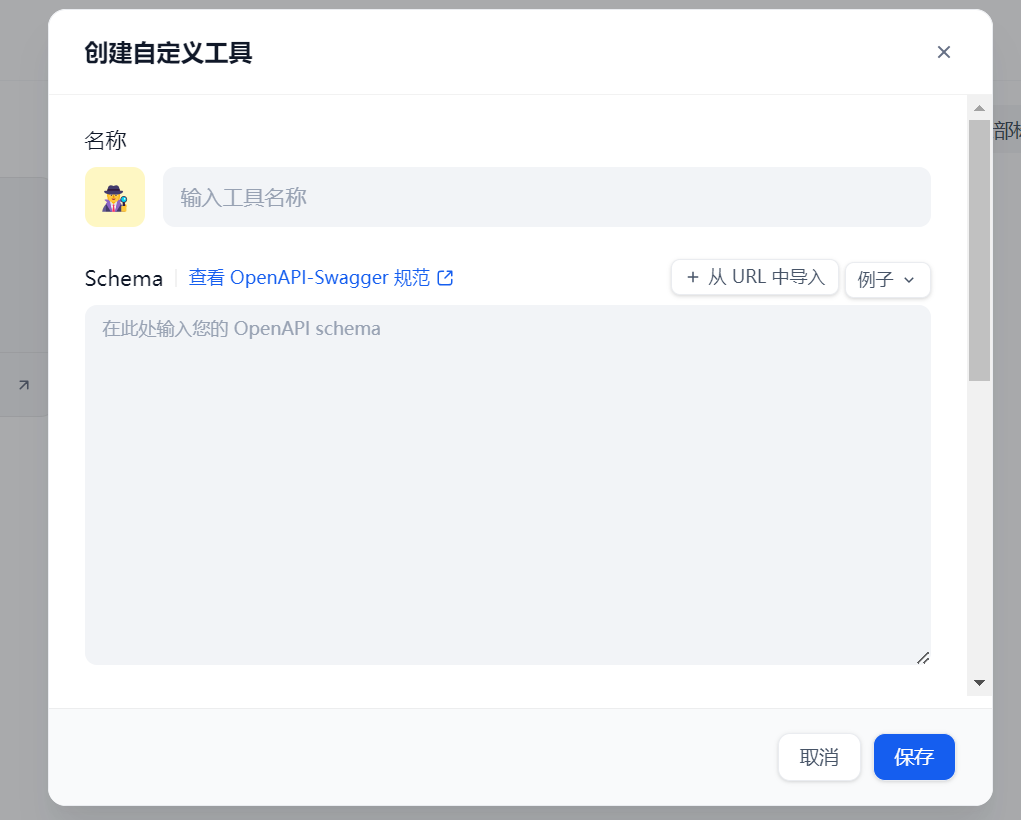 创建自定义工具
名称
输入工具名称
Schema 查看 OpenAPI-Swagger 规范 + 从 URL 中导入 例子
在此处输入您的 OpenAPI schema
取消 保存